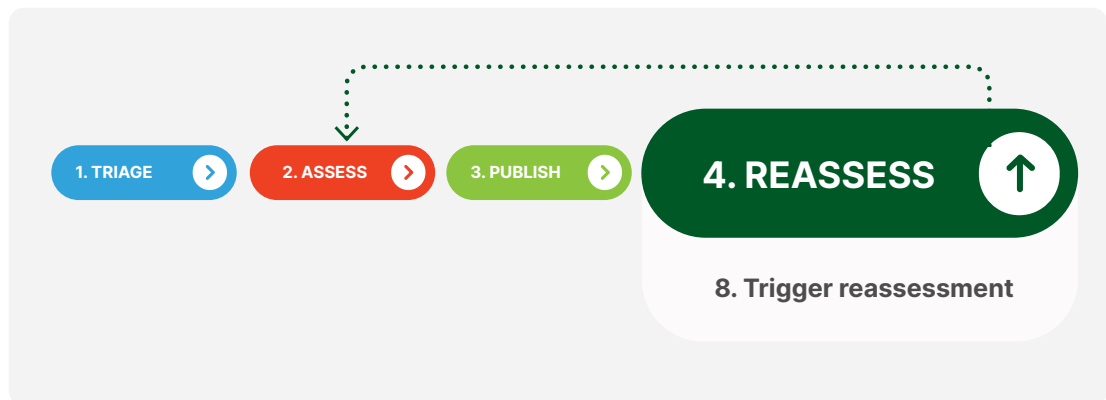 1. TRIAGE
2. ASSESS
3. PUBLISH
4. REASSESS
8. Trigger reassessment